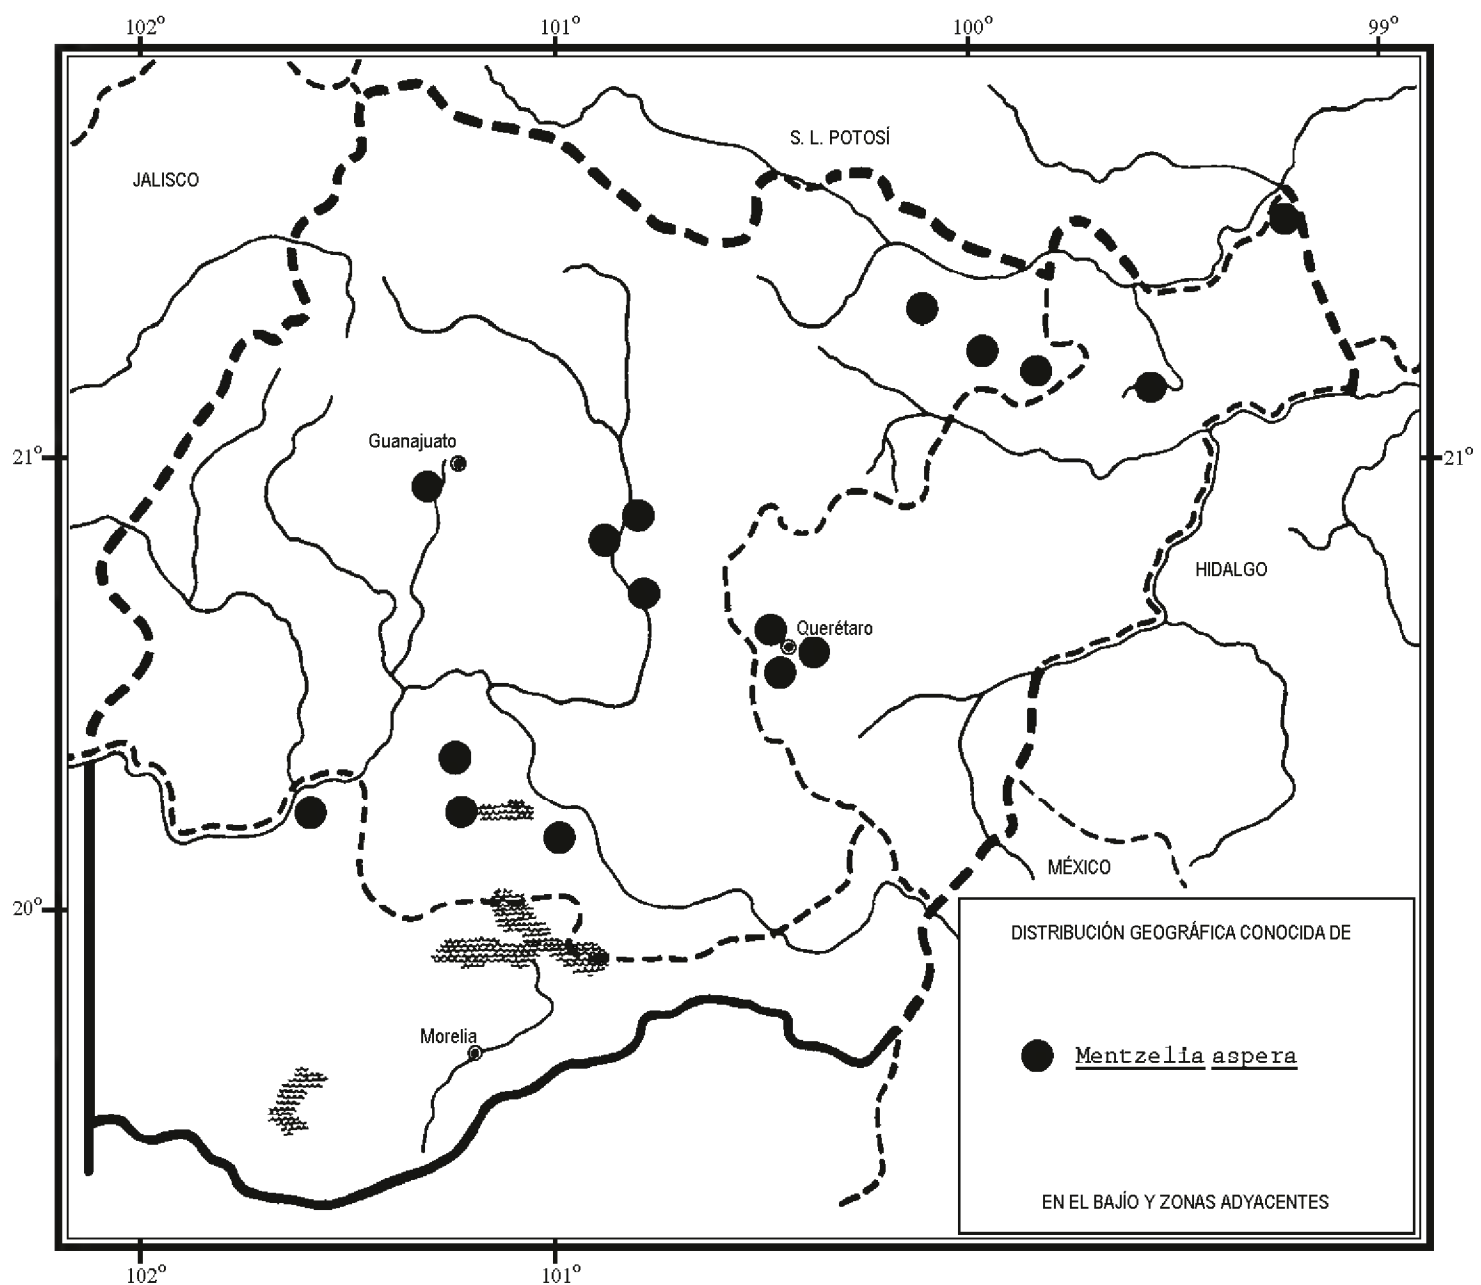 102° 101° 100° 99°
S. L. POTOSÍ
JALISCO
Guanajuato
21° 21°
HIDALGO
Querétaro
MÉXICO
20°
DISTRIBUCIÓN GEOGRÁFICA CONOCIDA DE
Morelia
Mentzelia aspera
EN EL BAJÍO Y ZONAS ADYACENTES
102° 101°